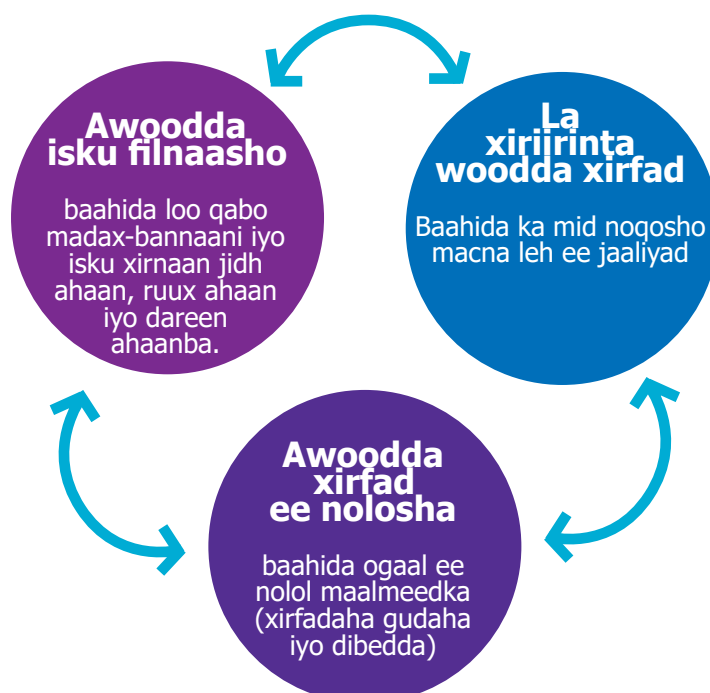 Awoodda
isku filnaasho
baahida loo qabo
madax-bannaani iyo
isku xirnaan jidh
ahaan, ruux ahaan
iyo dareen
ahaanba.
La
xiriirinta
woodda xirfad
Baahida ka mid noqosho
macna leh ee jaaliyad
Awoodda
xirfad
ee nolosha
baahida ogaal ee
nolol maalmeedka
(xirfadaha gudaha
iyo dibedda)